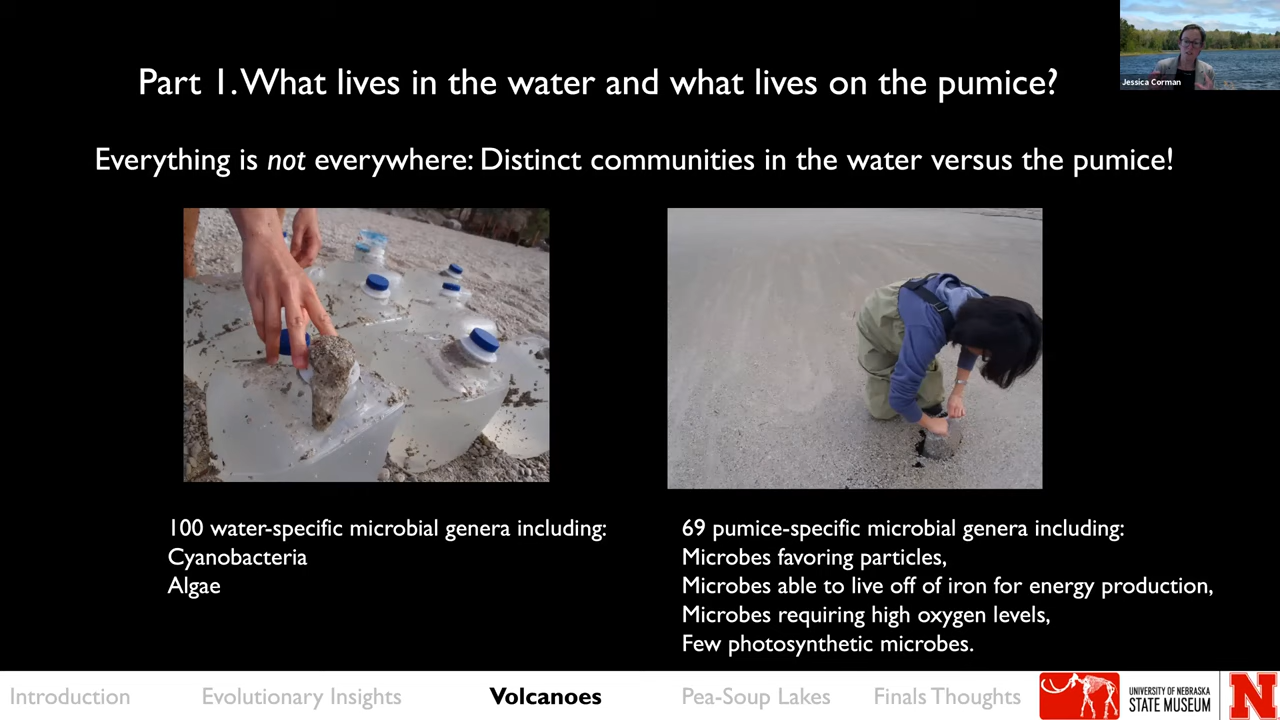 Part 1. What lives in the water and what lives on the pumice?
Jessica Corman
Everything is not everywhere: Distinct communities in the water versus the pumice!
100 water-specific microbial genera including:
Cyanobacteria
Algae
69 pumice-specific microbial genera including:
Microbes favoring particles,
Microbes able to live off of iron for energy production,
Microbes requiring high oxygen levels,
Few photosynthetic microbes.
Introduction
Evolutionary Insights
Volcanoes
Pea-Soup Lakes
Finals Thoughts
UNIVERSITY OF NEBRASKA
STATE MUSEUM
N